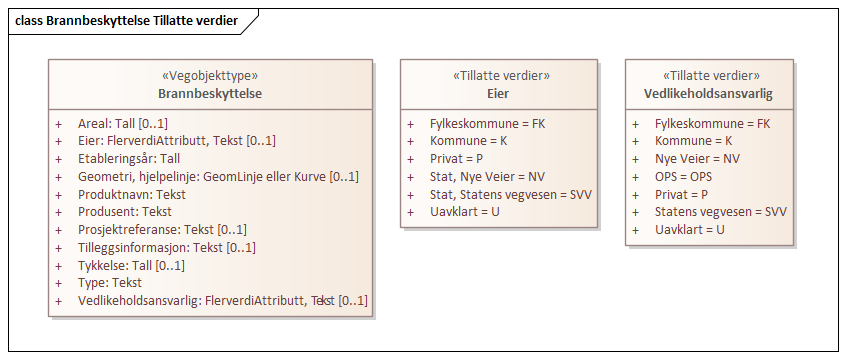 class Brannbeskyttelse Tillatte verdier
«Vegobjekttype»
Brannbeskyttelse
+ Areal: Tall [0..1]
+ Eier: FlerverdiAttributt, Tekst [0..1]
+ Etableringsår: Tall
+ Geometri, hjelpelinje: GeomLinje eller Kurve [0..1]
+ Produktnavn: Tekst
+ Produsent: Tekst
+ Prosjektreferanse: Tekst [0..1]
+ Tilleggsinformasjon: Tekst [0..1]
+ Tykkelse: Tall [0..1]
+ Type: Tekst
+ Vedlikeholdsansvarlig: FlerverdiAttributt, Tekst [0..1]
«Tillatte verdier»
Eier
+ Fylkeskommune = FK
+ Kommune = K
+ Privat = P
+ Stat, Nye Veier = NV
+ Stat, Statens vegvesen = SVV
+ Uavklart = U
«Tillatte verdier»
Vedlikeholdsansvarlig
+ Fylkeskommune = FK
+ Kommune = K
+ Nye Veier = NV
+ OPS = OPS
+ Privat = P
+ Statens vegvesen = SVV
+ Uavklart = U